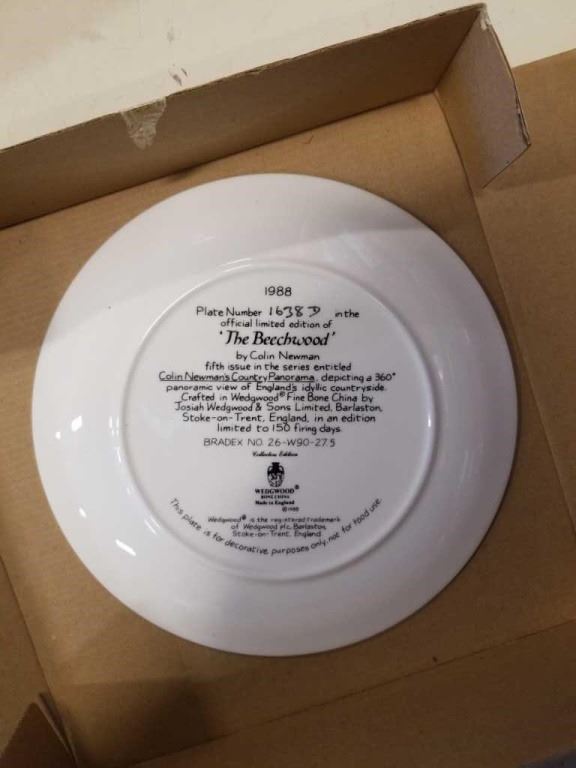 1988
Plate Number 1638 D in the
official limited edition of
'The Beechwood'
by Colin Newman
fifth issue in the series entitled
Colin Newman's Country Panorama, depicting a 360°
panoramic view of England's idyllic countryside.
Crafted in Wedgwood® Fine Bone China by
Josiah Wedgwood & Sons Limited, Barlaston,
Stoke-on-Trent, England, in an edition
limited to 150 firing days.
BRADEX NO. 26-W90-27.5
Collectors Edition
WEDGWOOD®
BONE CHINA
Made in England
©1988
Wedgwood® is the registered trademark
of Wedgwood plc, Barlaston,
Stoke-on-Trent, England.
This plate is for decorative purposes only, not for food use.